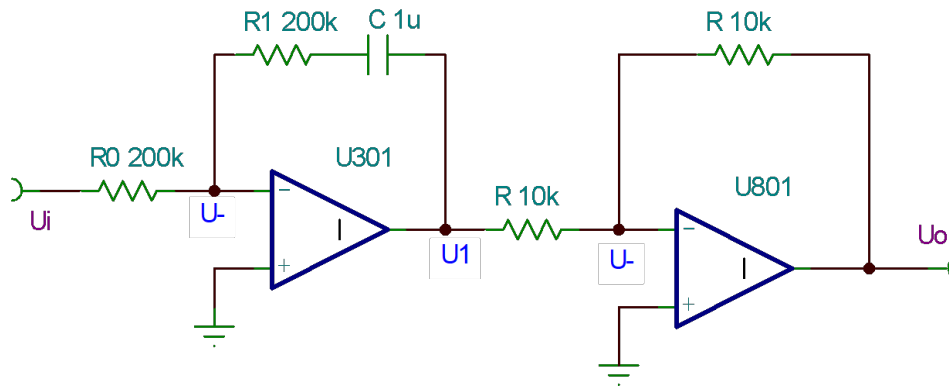 R1 200k
C 1u
R 10k
R0 200k
U301
U801
R 10k
Ui
U-
U1
U-
Uo
-
+
I
-
+
I